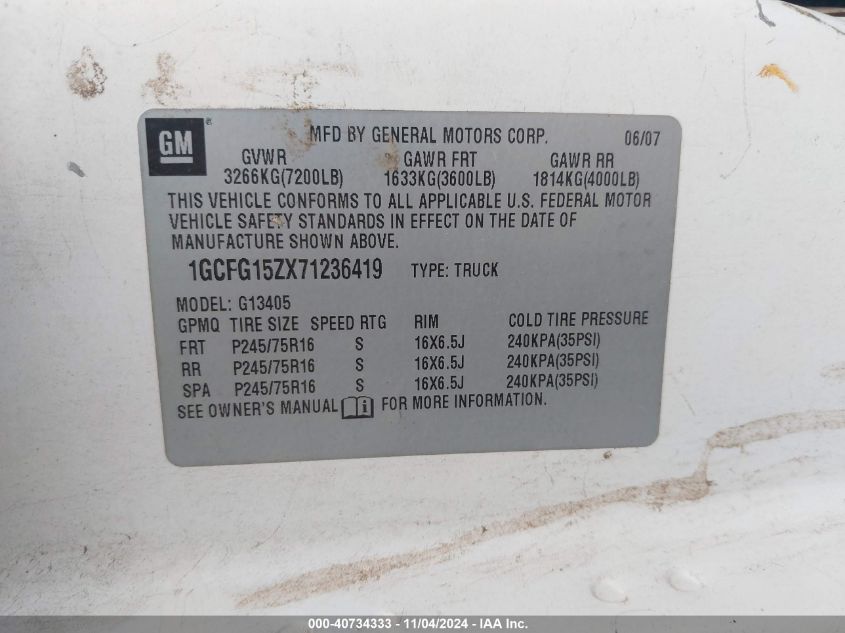 GM ®
MFD BY GENERAL MOTORS CORP. 06/07
GVWR GAWR FRT GAWR RR
3266KG(7200LB) 1633KG(3600LB) 1814KG(4000LB)
THIS VEHICLE CONFORMS TO ALL APPLICABLE U.S. FEDERAL MOTOR
VEHICLE SAFETY STANDARDS IN EFFECT ON THE DATE OF
MANUFACTURE SHOWN ABOVE.
1GCFG15ZX71236419 TYPE: TRUCK
MODEL: G13405
GPMQ TIRE SIZE SPEED RTG RIM COLD TIRE PRESSURE
FRT P245/75R16 S 16X6.5J 240KPA(35PSI)
RR P245/75R16 S 16X6.5J 240KPA(35PSI)
SPA P245/75R16 S 16X6.5J 240KPA(35PSI)
SEE OWNER'S MANUAL i FOR MORE INFORMATION.
000-40734333 - 11/04/2024 - IAA Inc.